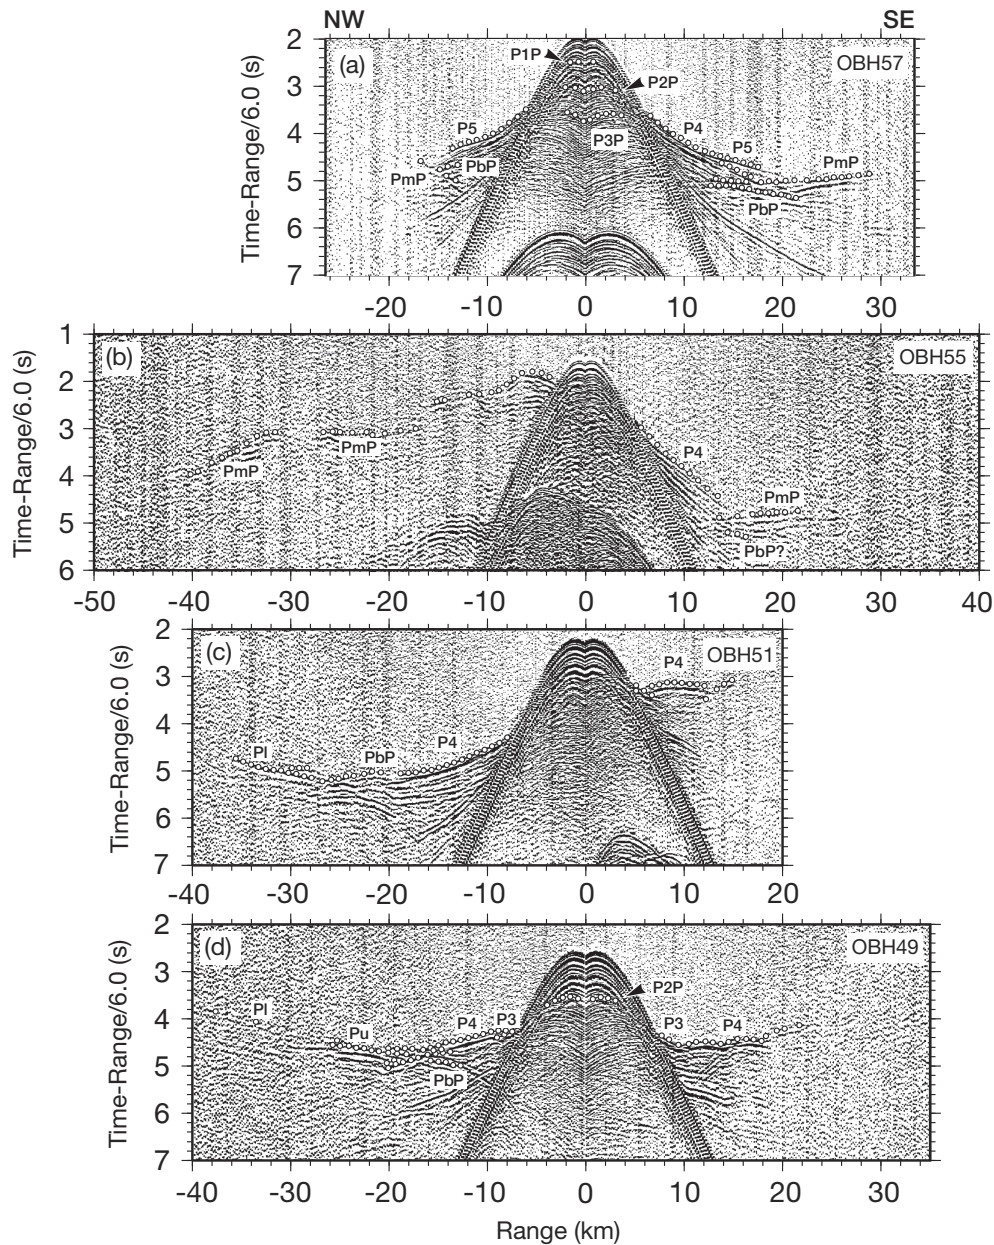 NW SE
2
3
4
5
6
7
Time-Range/6.0 (s)
(a)
OBH57
P1P
P2P
P3P
P5
PbP
PmP
P4
P5
PmP
PbP
-20 -10 0 10 20 30
1
2
3
4
5
6
Time-Range/6.0 (s)
(b)
OBH55
PmP
PmP
P4
PmP
PbP?
-50 -40 -30 -20 -10 0 10 20 30 40
2
3
4
5
6
7
Time-Range/6.0 (s)
(c)
OBH51
P4
Pl
PbP
P4
-40 -30 -20 -10 0 10 20
2
3
4
5
6
7
Time-Range/6.0 (s)
(d)
OBH49
P2P
Pl
Pu
P4
P3
PbP
P3
P4
-40 -30 -20 -10 0 10 20 30
Range (km)